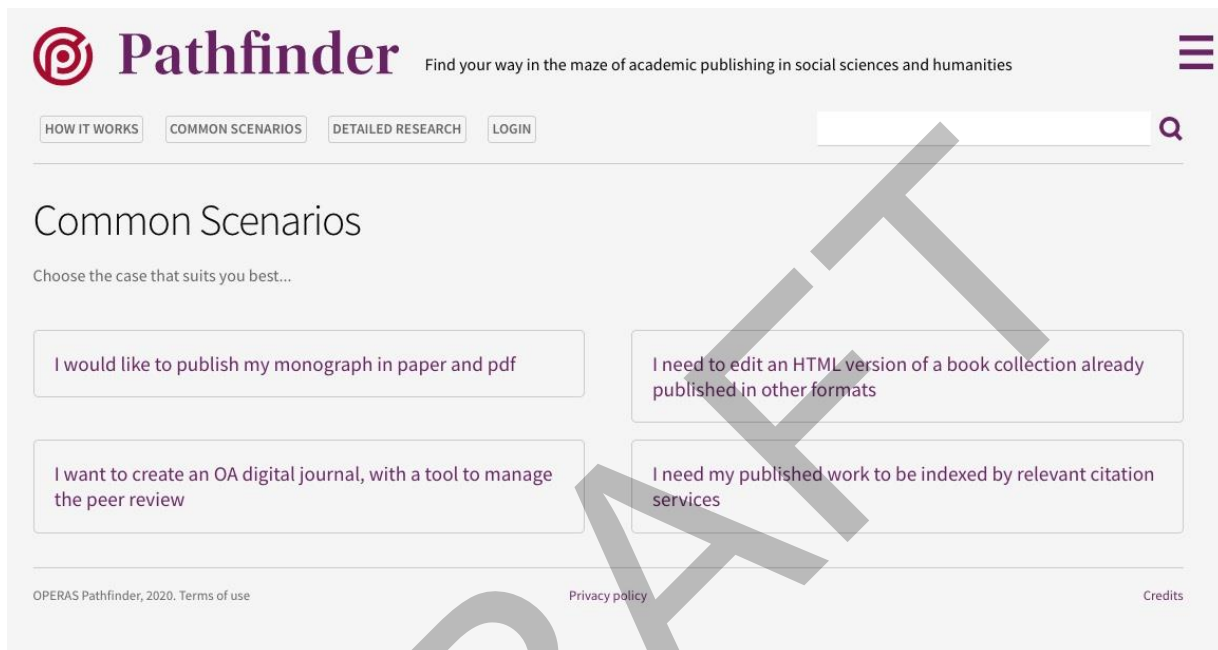 Pathfinder
Find your way in the maze of academic publishing in social sciences and humanities
HOW IT WORKS
COMMON SCENARIOS
DETAILED RESEARCH
LOGIN
Common Scenarios
Choose the case that suits you best...
I would like to publish my monograph in paper and pdf
I need to edit an HTML version of a book collection already
published in other formats
I want to create an OA digital journal, with a tool to manage
the peer review
I need my published work to be indexed by relevant citation
services
OPERAS Pathfinder, 2020. Terms of use
Privacy policy
Credits
RAFT